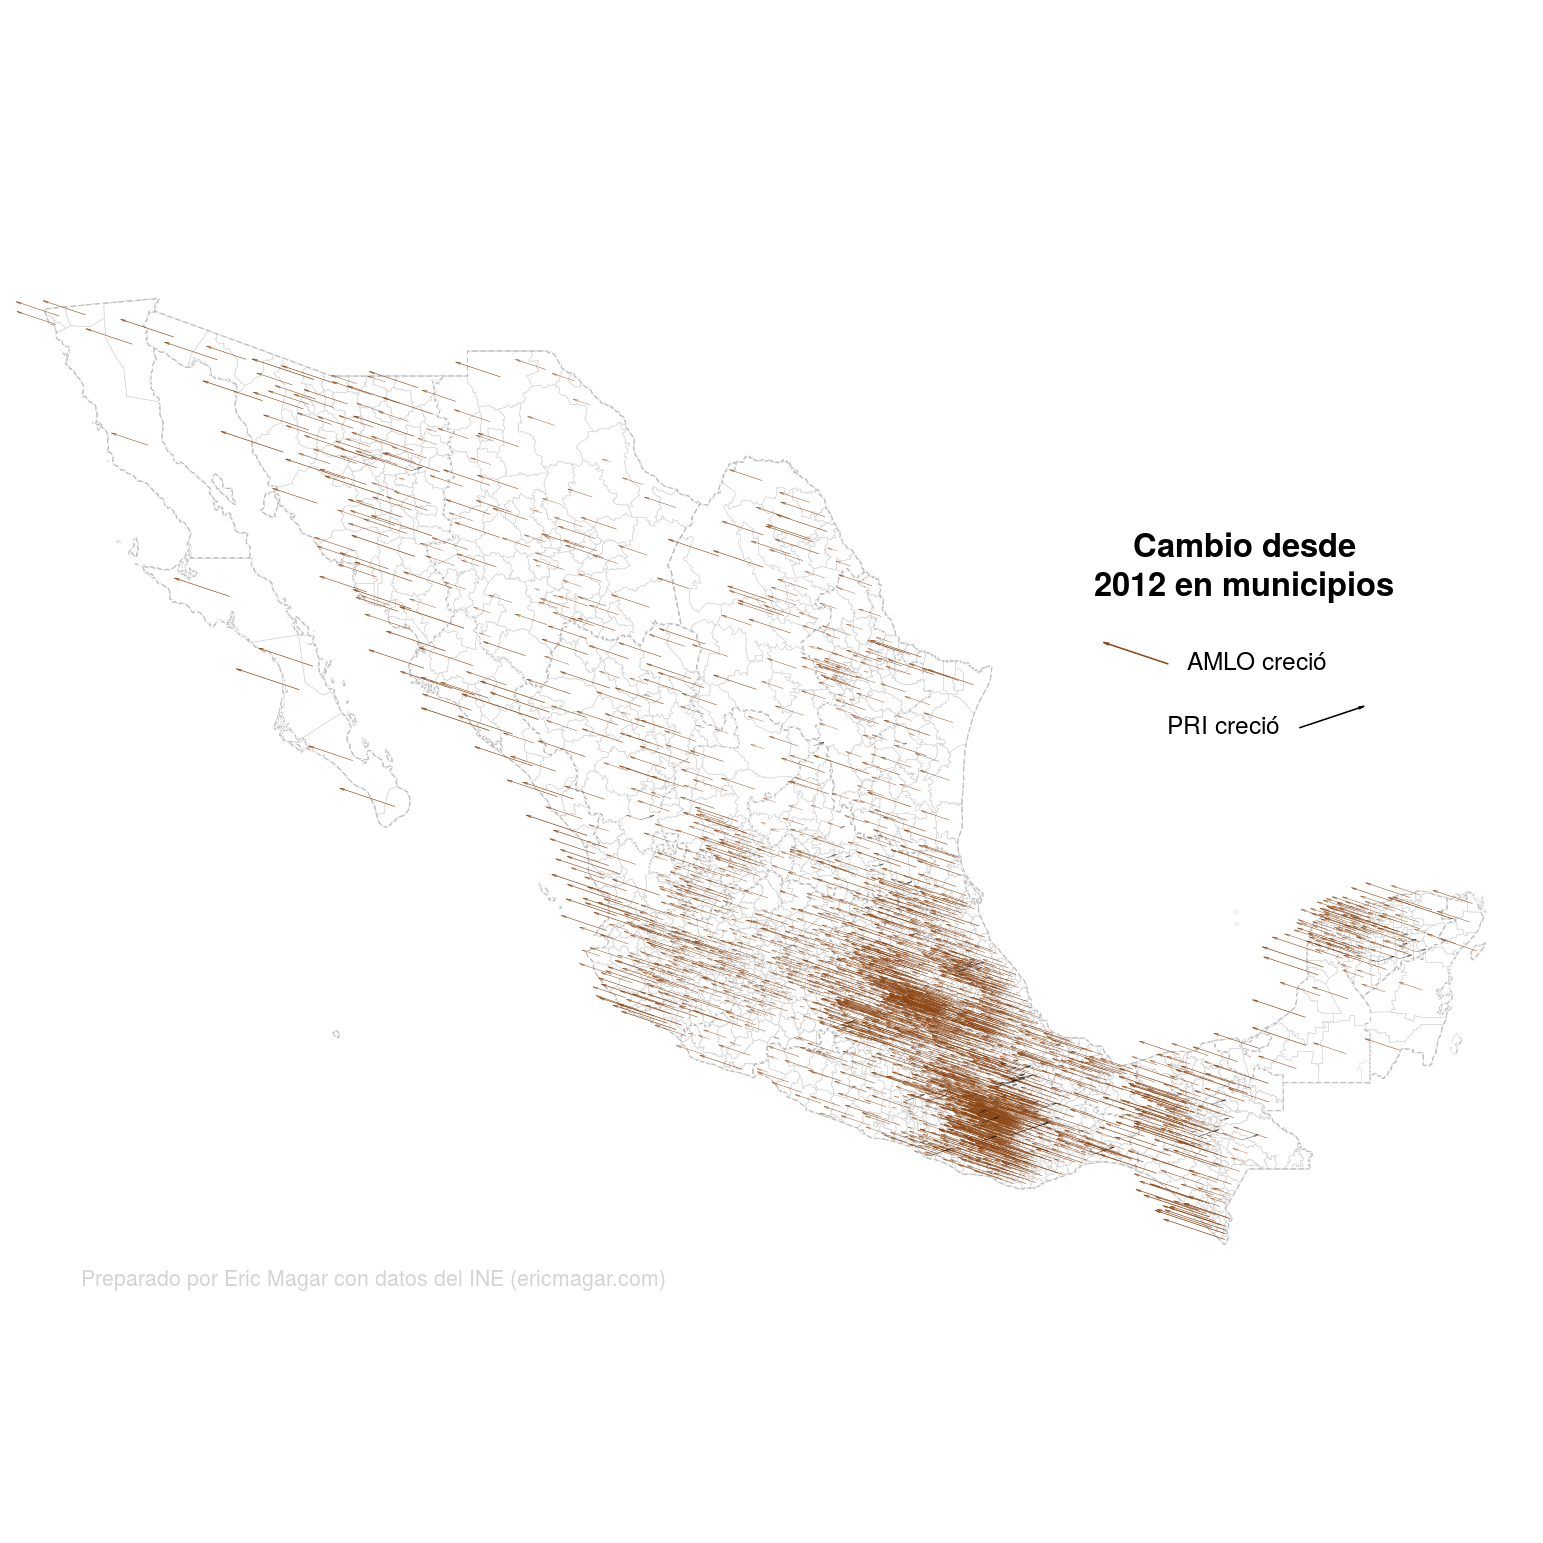 Cambio desde
2012 en municipios
AMLO creció
PRI creció
Preparado por Eric Magar con datos del INE (ericmagar.com)